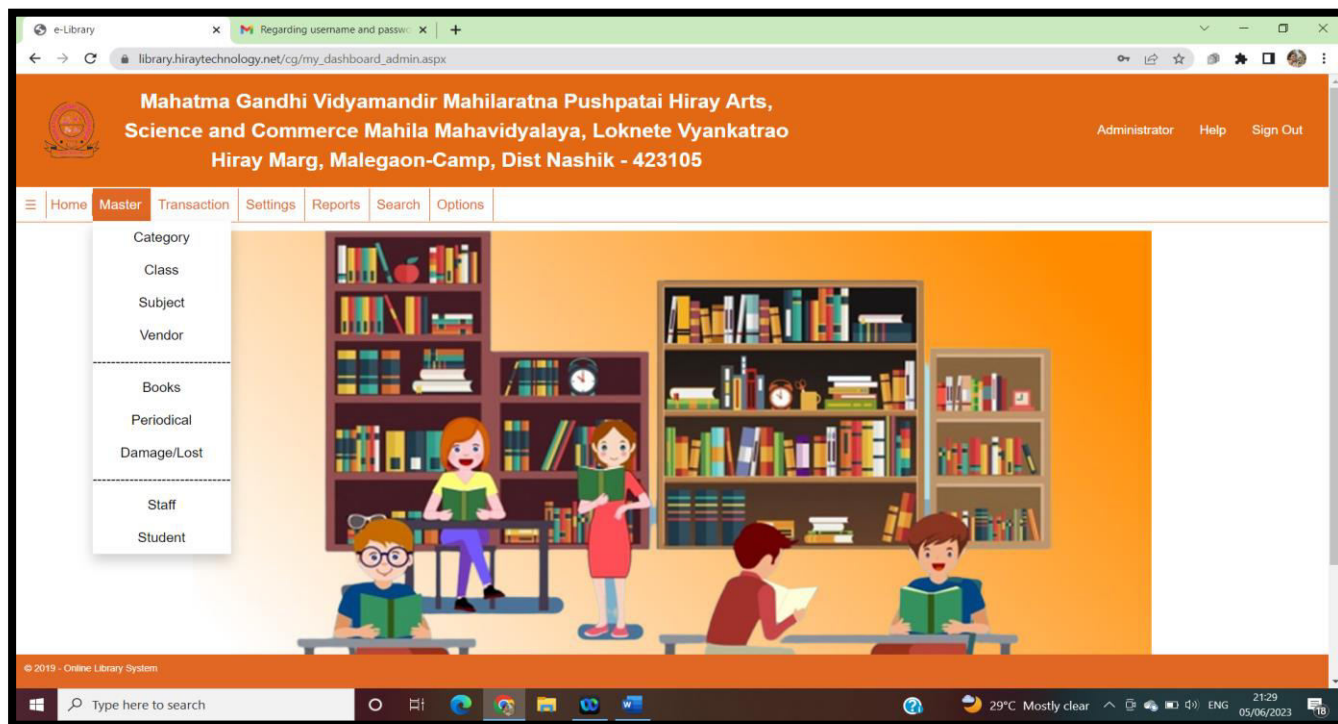 e-Library
Regarding username and passwo
library.hiraytechnology.net/cg/my_dashboard_admin.aspx
Mahatma Gandhi Vidyamandir Mahilaratna Pushpatai Hiray Arts,
Science and Commerce Mahila Mahavidyalaya, Loknete Vyankatrao
Hiray Marg, Malegaon-Camp, Dist Nashik - 423105
Administrator Help Sign Out
Home Master Transaction Settings Reports Search Options
Category
Class
Subject
Vendor
Books
Periodical
Damage/Lost
Staff
Student
© 2019 - Online Library System
Type here to search
29°C Mostly clear
ENG
21:29
05/06/2023
18